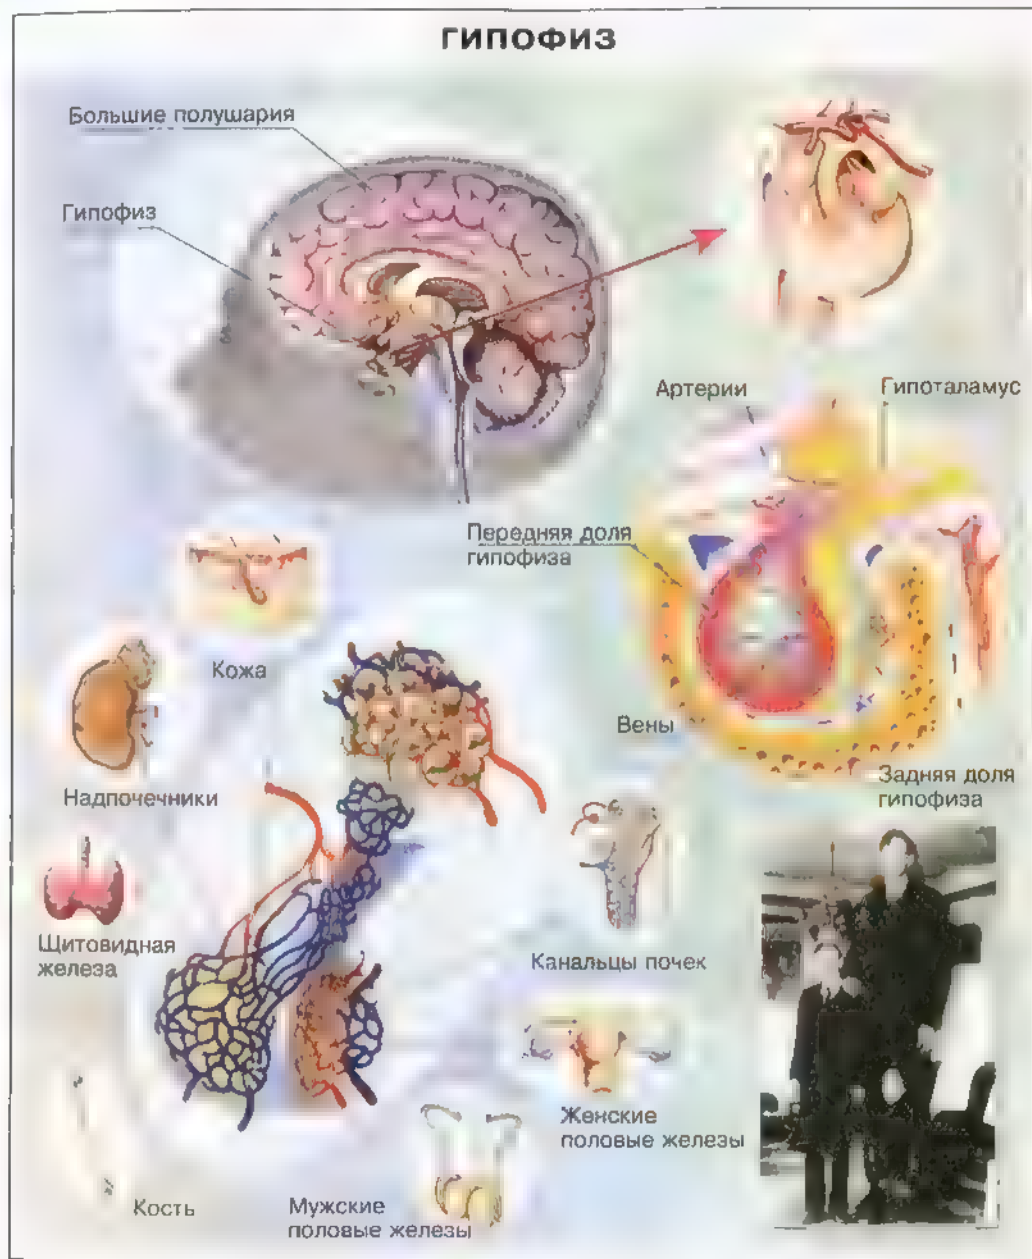 ГИПОФИЗ
Большие полушария
Гипофиз
Артерии
Гипоталамус
Передняя доля
гипофиза
Кожа
Вены
Задняя доля
гипофиза
Надпочечники
Щитовидная
железа
Канальцы почек
Женские
половые железы
Кость
Мужские
половые железы